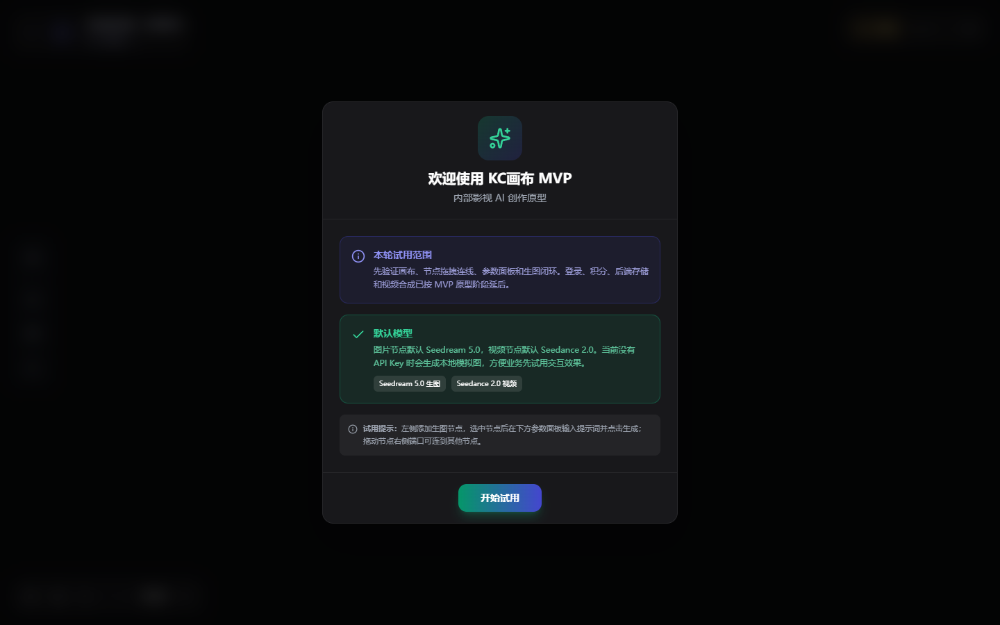 欢迎使用 KC画布 MVP
内部影视 AI 创作原型
本轮试用范围
先验证画布、节点拖拽连线、参数面板和生图闭环。登录、积分、后端存储
和视频合成已按 MVP 原型阶段延后。
默认模型
图片节点默认 Seedream 5.0，视频节点默认 Seedance 2.0。当前没有
API Key 时会生成本地模拟图，方便业务先试用交互效果。
Seedream 5.0 生图 Seedance 2.0 视频
试用提示：左侧添加生图节点，选中节点后在下方参数面板输入提示词并点击生成；
拖动节点右侧端口可连到其他节点。
开始试用